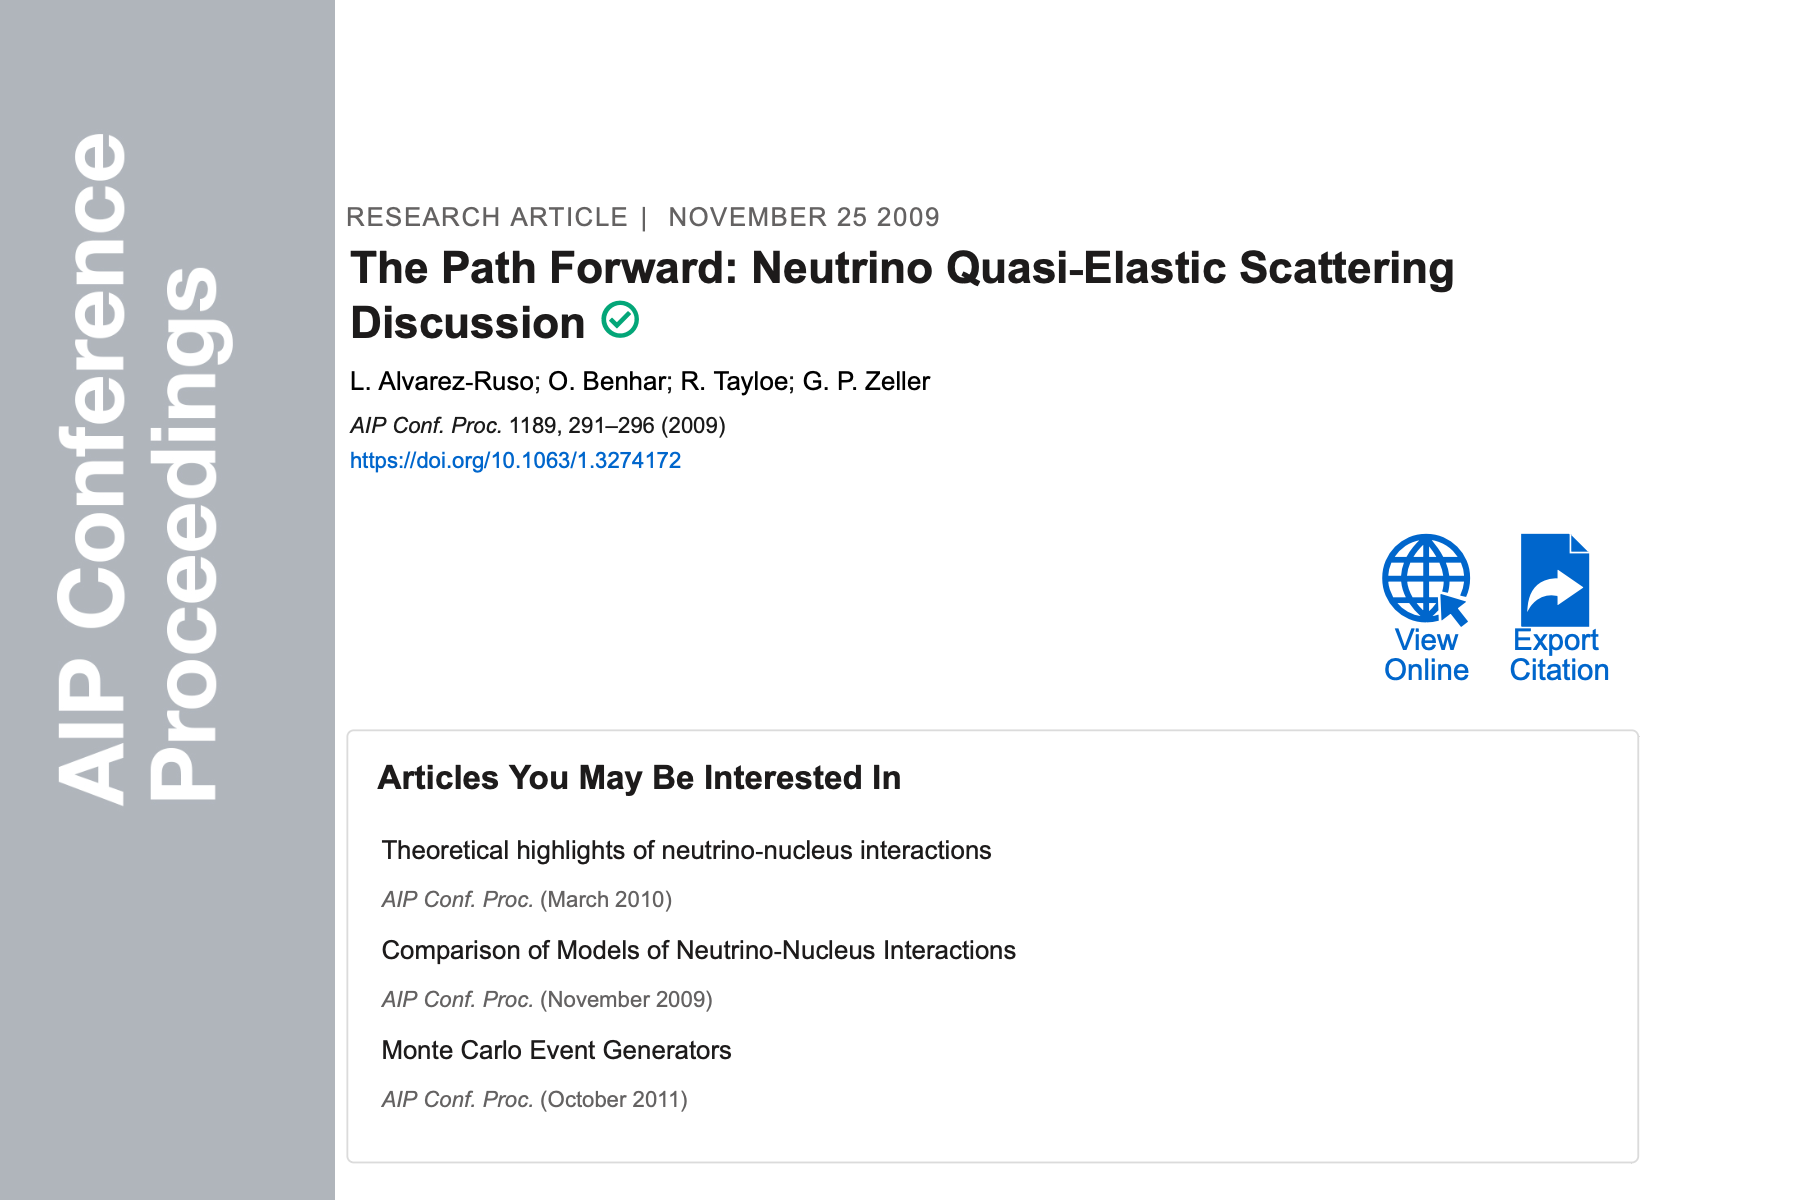 AIP Conference
Proceedings
RESEARCH ARTICLE | NOVEMBER 25 2009
The Path Forward: Neutrino Quasi-Elastic Scattering
Discussion
L. Alvarez-Ruso; O. Benhar; R. Tayloe; G. P. Zeller
AIP Conf. Proc. 1189, 291–296 (2009)
https://doi.org/10.1063/1.3274172
View
Online
Export
Citation
Articles You May Be Interested In
Theoretical highlights of neutrino-nucleus interactions
AIP Conf. Proc. (March 2010)
Comparison of Models of Neutrino-Nucleus Interactions
AIP Conf. Proc. (November 2009)
Monte Carlo Event Generators
AIP Conf. Proc. (October 2011)